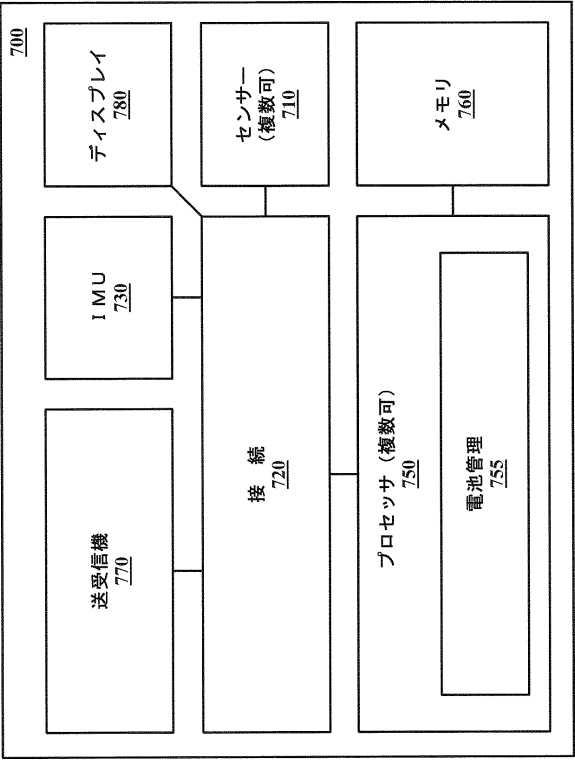 700
送受信機
770
IMU
730
ディスプレイ
780
接 続
720
センサー
(複数可)
710
プロセッサ(複数可)
750
電池管理
755
メモリ
760